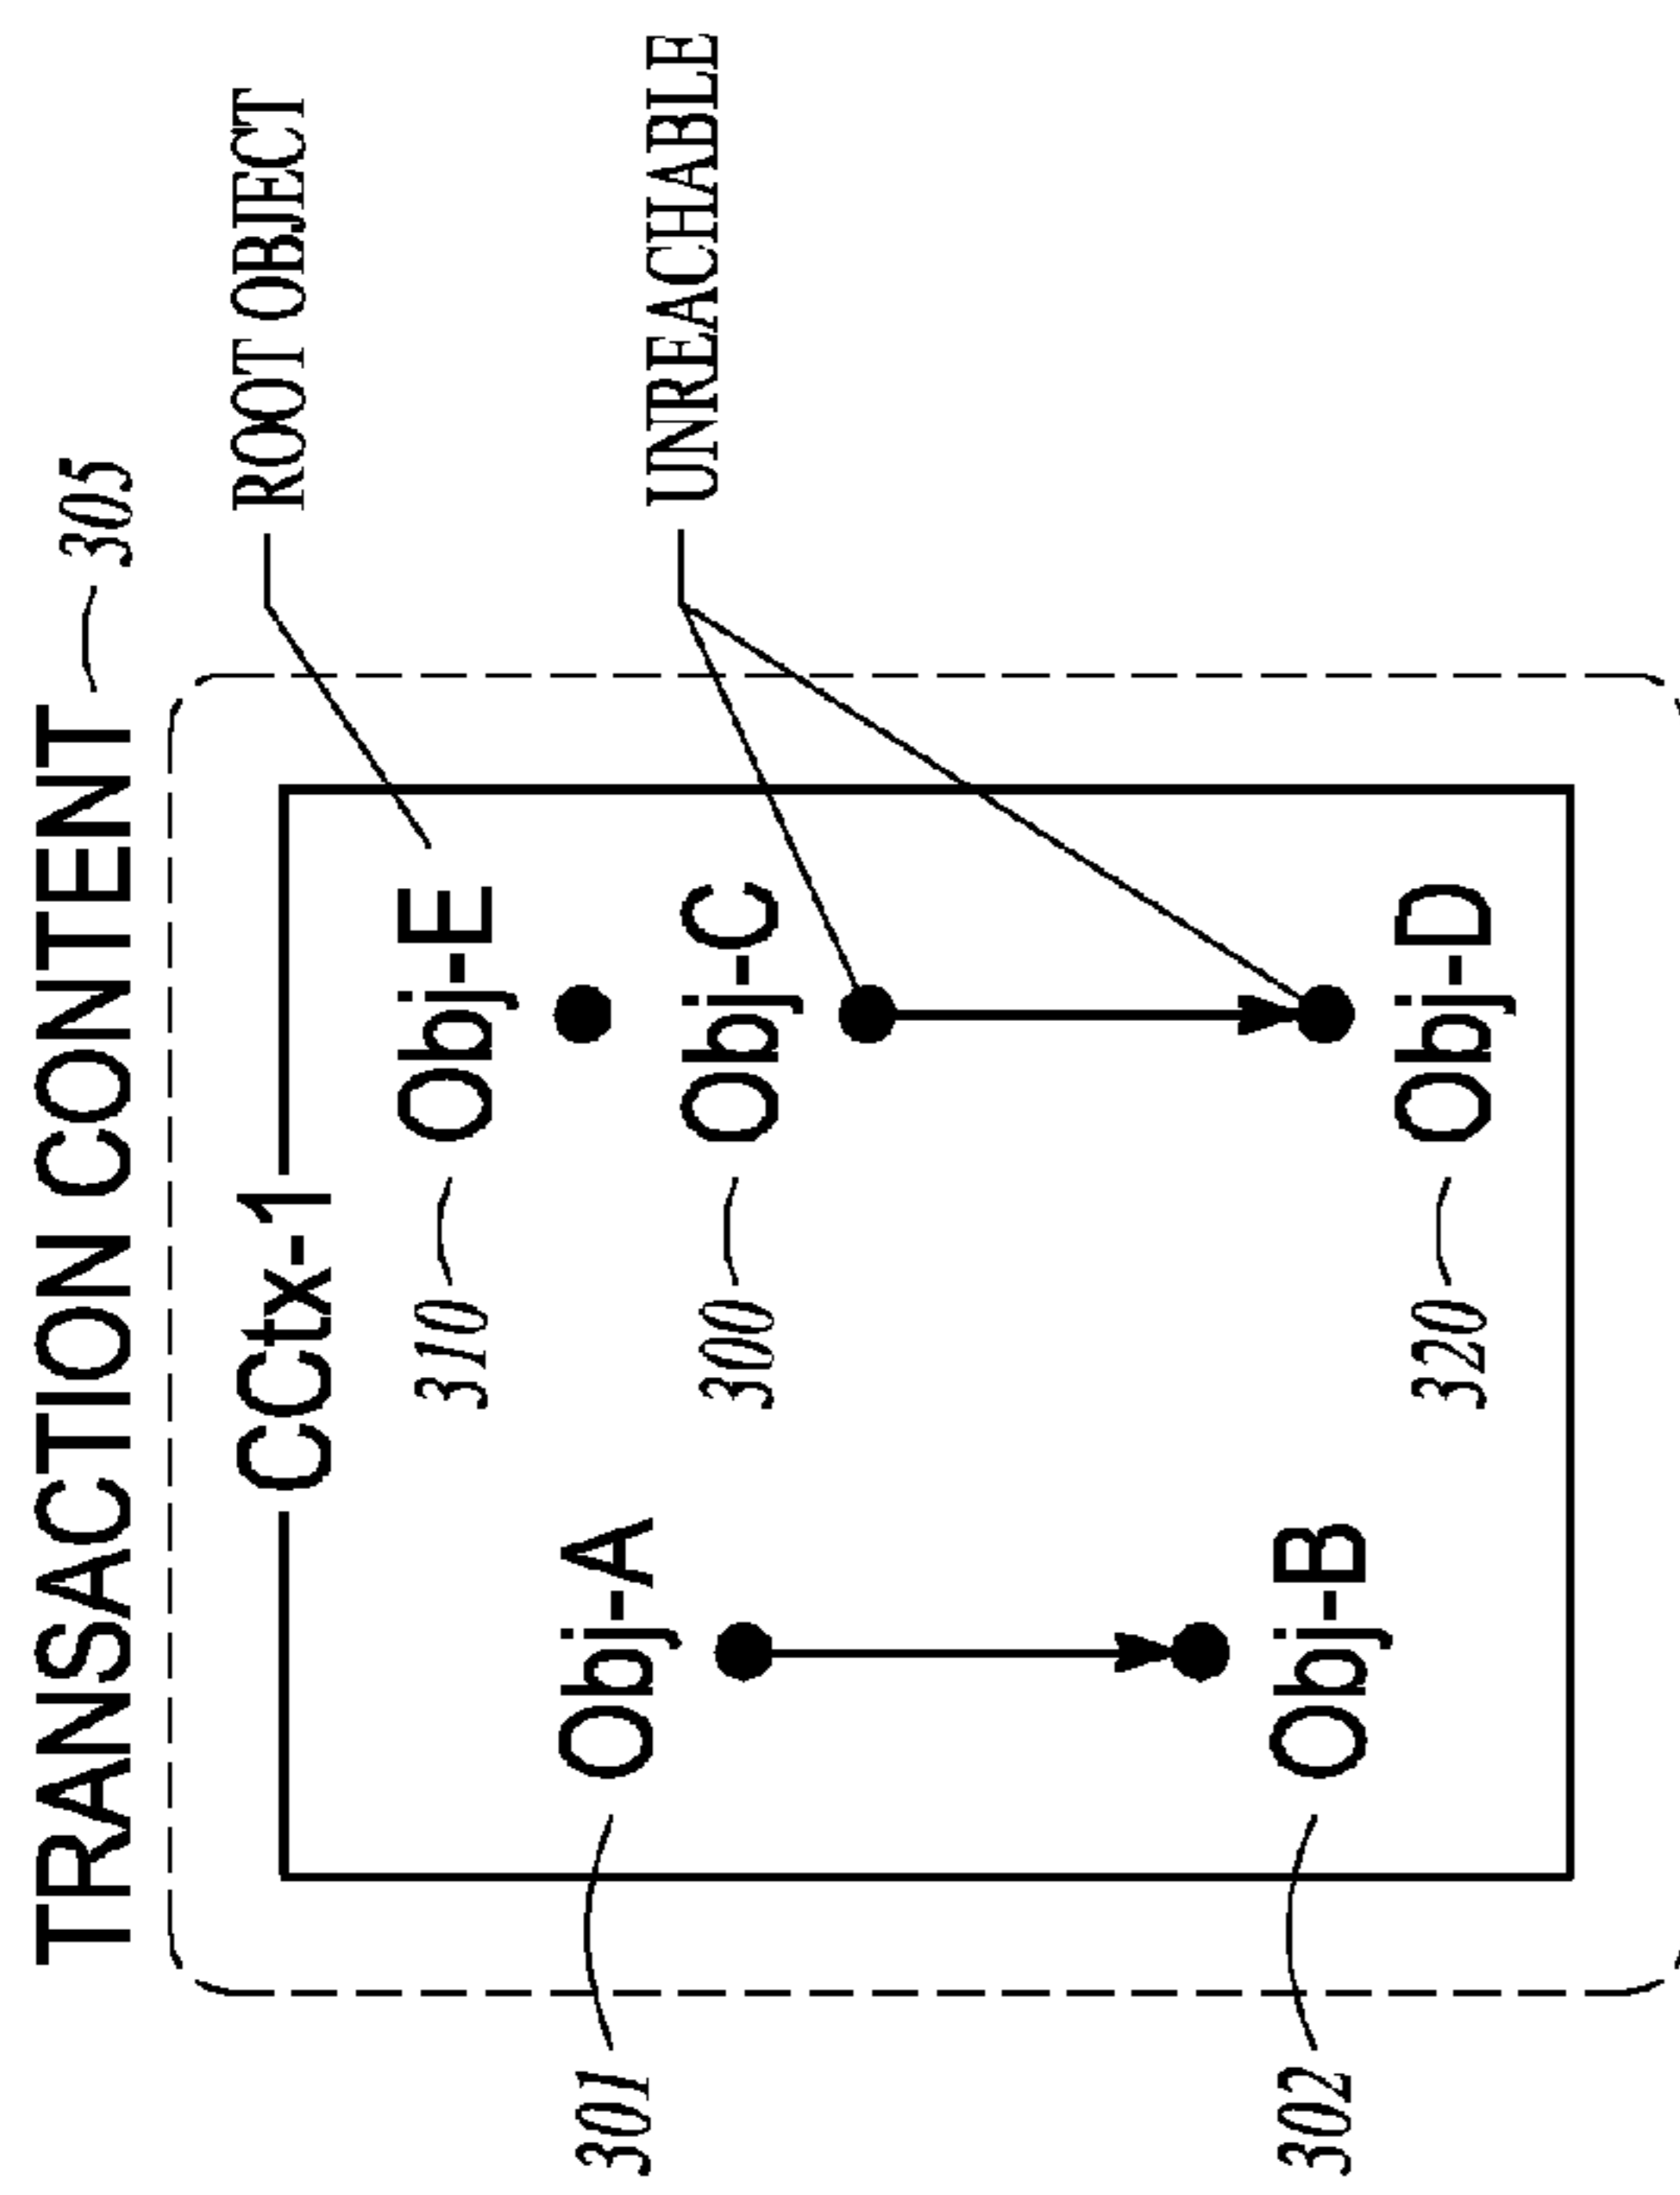 TRANSACTION CONTENT 305
CCtx-1
ROOT OBJECT
310 Obj-E
301 Obj-A
300 Obj-C
UNREACHABLE
302 Obj-B
320 Obj-D